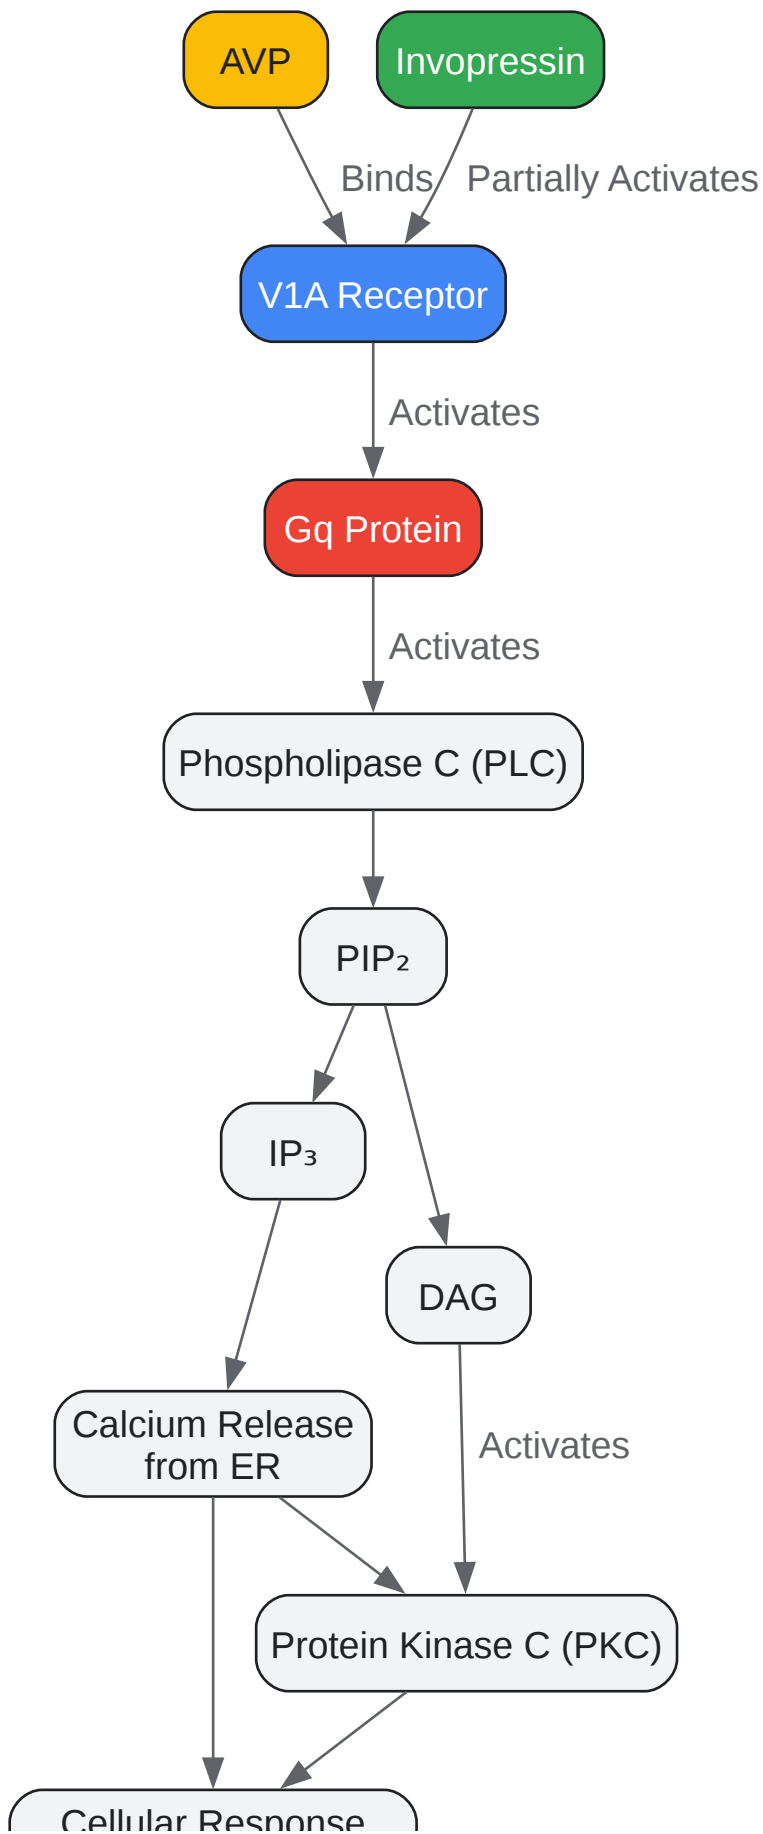 AVP
Invopressin
Binds
Partially Activates
V1A Receptor
Activates
Gq Protein
Activates
Phospholipase C (PLC)
PIP₂
IP₃
DAG
Calcium Release
from ER
Activates
Protein Kinase C (PKC)
Cellular Response